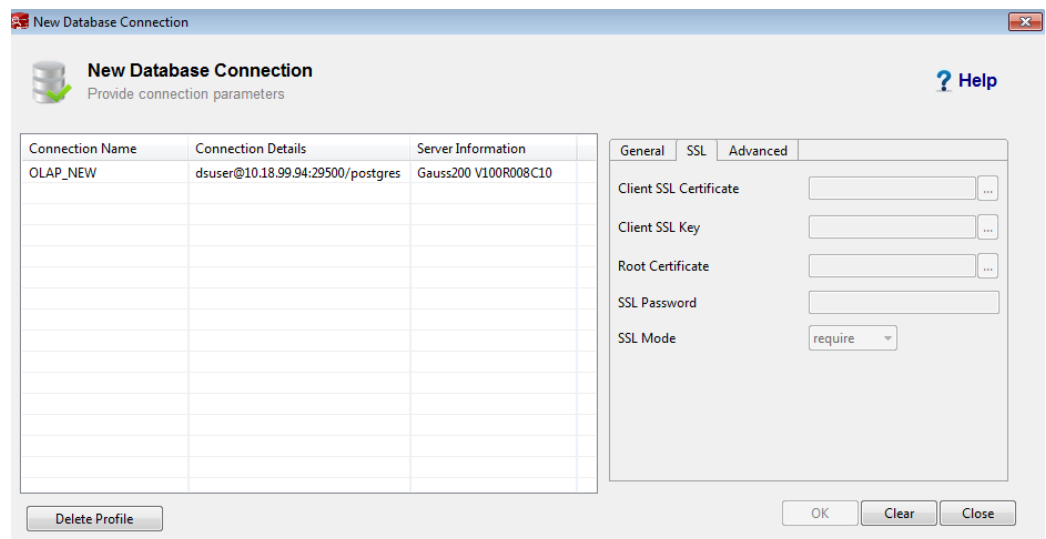 New Database Connection
New Database Connection
Provide connection parameters
? Help
Connection Name Connection Details Server Information
OLAP_NEW dsuser@10.18.99.94:29500/postgres Gauss200 V100R008C10
General SSL Advanced
Client SSL Certificate ...
Client SSL Key ...
Root Certificate ...
SSL Password
SSL Mode require
Delete Profile
OK Clear Close